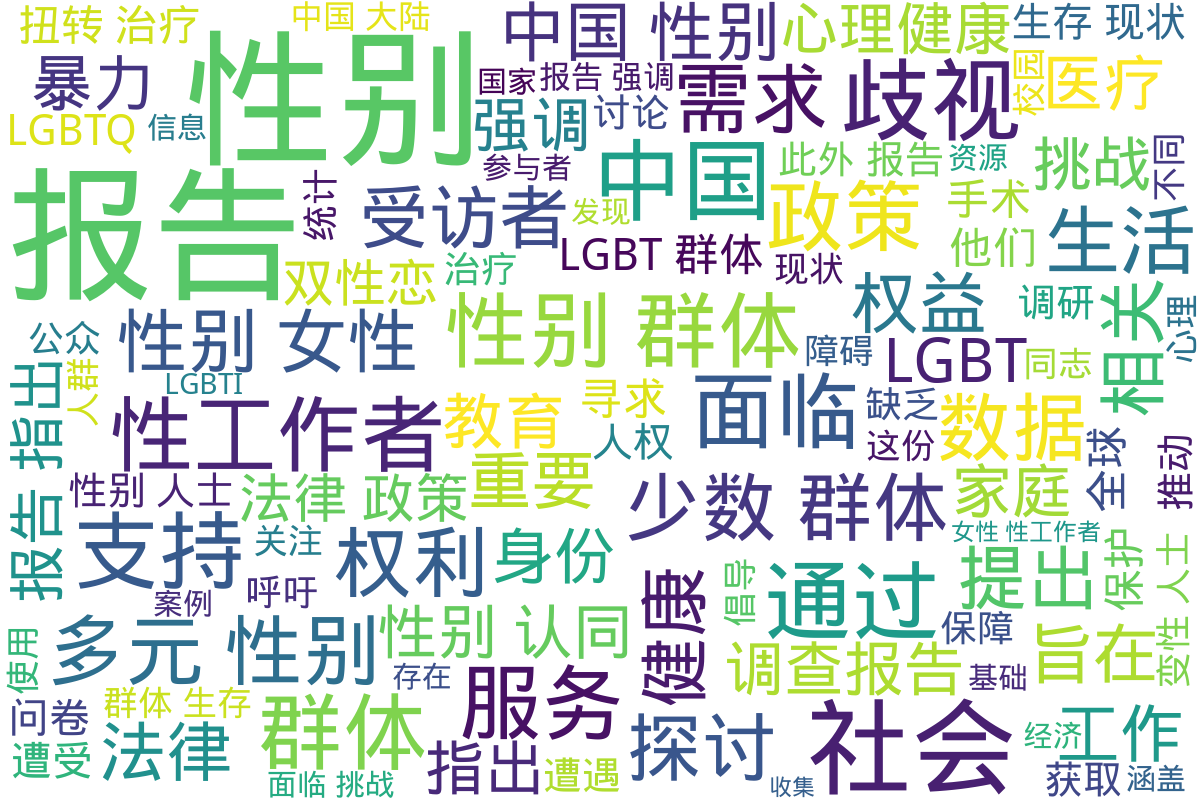 扭转 治疗
中国 大陆
中国 性别
心理健康
生存 现状
性别
暴力
国家
报告 强调
需求
歧视
校园
医疗
LGBTQ
信息
强调
讨论
参与者
中国
此外 报告
资源
挑战
不同
报告
统计
受访者
发现
政策
手术
生活
他们
双性恋
治疗
LGBT 群体
现状
权益
调研
相关
心理
公众
性别 女性
性别 群体
障碍
LGBT
同志
人群
LGBTI
报告 指出
性工作者
教育
寻求
人权
面临
缺乏
这份
数据
全球
推动
性别 人士
法律 政策
重要
少数 群体
家庭
支持
关注
权利
身份
女性 性工作者
案例
呼吁
健康
倡导
通过
提出
保护
变性 人士
使用
多元 性别
性别 认同
保障
旨在
存在
调查报告
基础
问卷
群体 生存
群体
服务
探讨
社会
经济
工作
遭受
法律
指出
遭遇
面临 挑战
收集
获取
涵盖